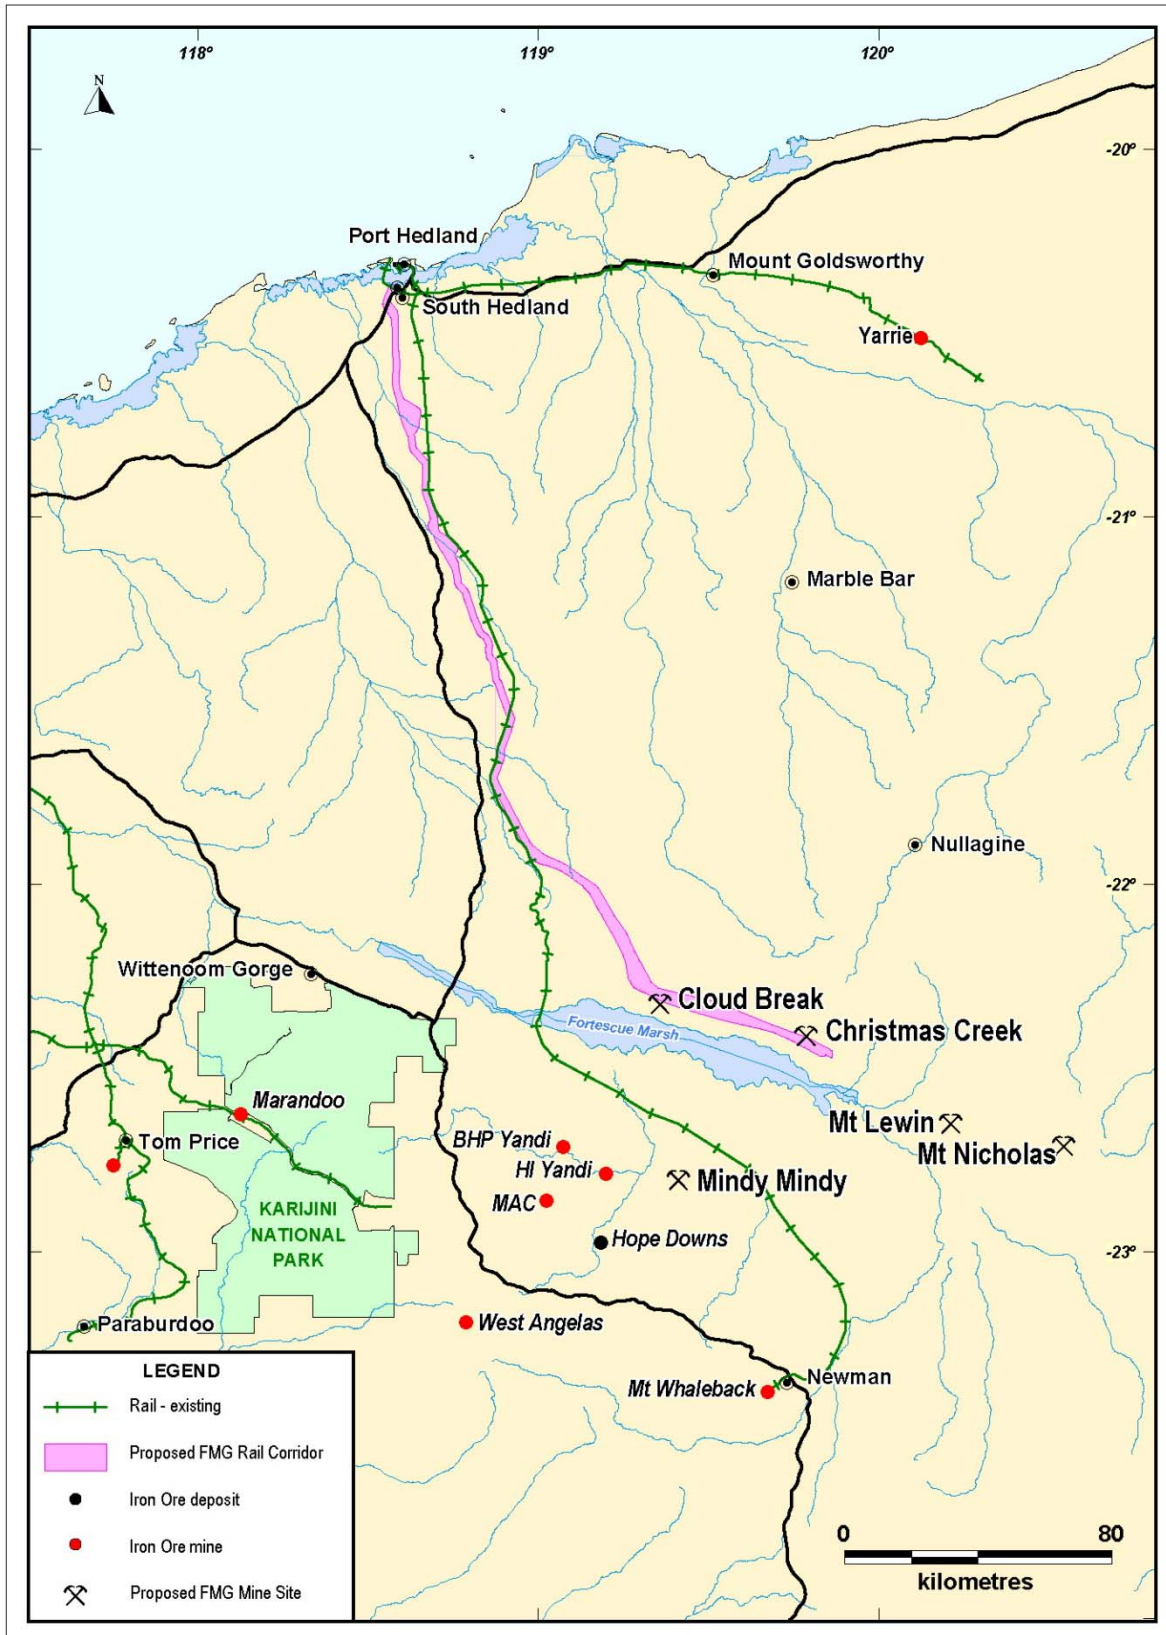 118°
119°
120°
N
-20°
Port Hedland
Mount Goldsworthy
South Hedland
Yarrie
-21°
Marble Bar
Nullagine
-22°
Wittenoom Gorge
Cloud Break
Fortescue Marsh
Christmas Creek
Marandoo
Mt Lewin
Tom Price
BHP Yandi
Mt Nicholas
HI Yandi
Mindy Mindy
MAC
KARIJINI
NATIONAL
PARK
Hope Downs
-23°
Paraburdoo
West Angelas
Newman
Mt Whaleback
LEGEND
Rail - existing
Proposed FMG Rail Corridor
Iron Ore deposit
Iron Ore mine
Proposed FMG Mine Site
0 80
kilometres